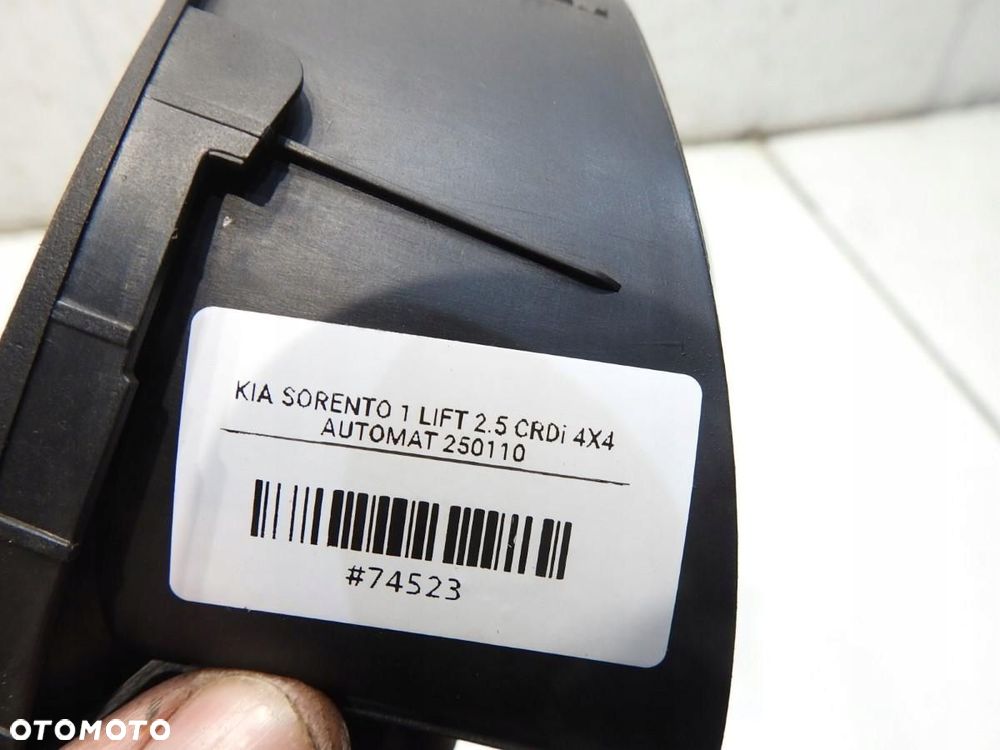 KIA SORENTO 1 LIFT 2.5 CRDi 4X4
AUTOMAT 250110
#74523
OTOMOTO